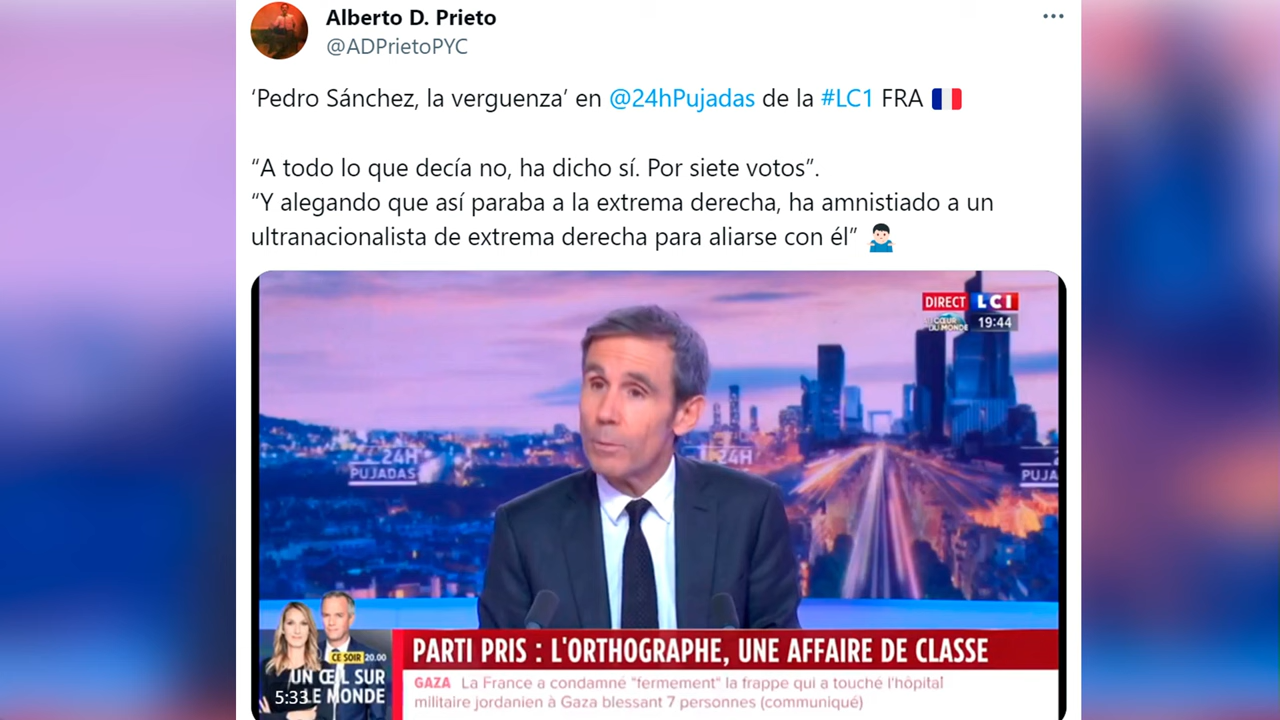 Alberto D. Prieto
@ADPrietoPYC
‘Pedro Sánchez, la verguenza’ en @24hPujadas de la #LC1 FRA
“A todo lo que decía no, ha dicho sí. Por siete votos”.
“Y alegando que así paraba a la extrema derecha, ha amnistiado a un
ultranacionalista de extrema derecha para aliarse con él”
DIRECT LCI
LE CŒUR
DU MONDE
19:44
24H
PUJADAS
24H
PUJA
CE SOIR 20.00
UN ŒIL SUR
LE MONDE
5:33
PARTI PRIS : L'ORTHOGRAPHE, UNE AFFAIRE DE CLASSE
GAZA La France a condamné "fermement" la frappe qui a touché l'hôpital
militaire jordanien à Gaza blessant 7 personnes (communiqué)